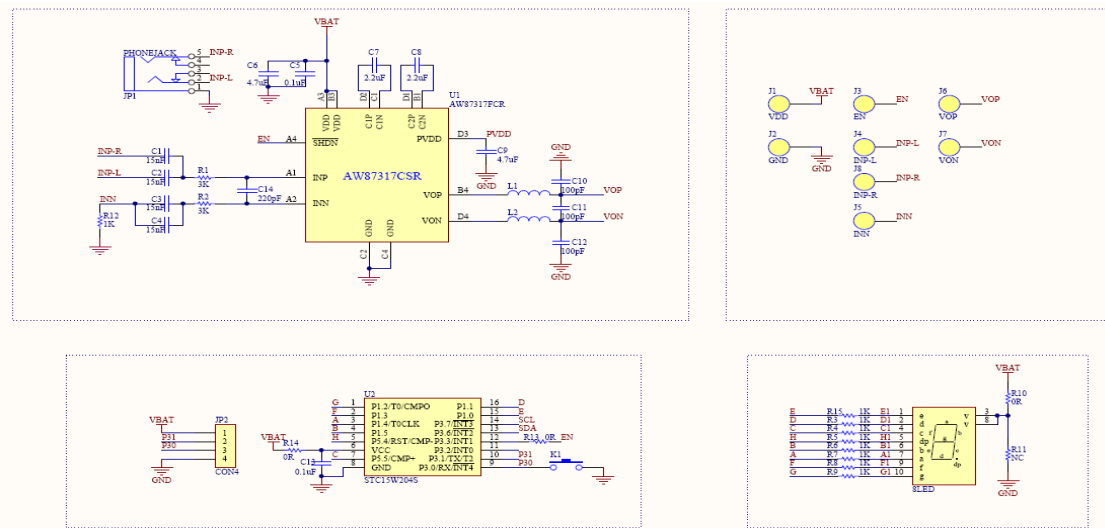 VBAT
PHONEJACK
5 INP-R
4
3
2 INP-L
1
JP1
C6
4.7uF
C5
0.1uF
C7
2.2uF
C8
2.2uF
U1
AW87317FCR
A3 B3 D2 C1 D1 B1
VDD VDD C1P C1N C2P C2N
EN A4 SHDN
PVDD D3 PVDD
C9
4.7uF
GND
GND
INP-R C1
15nF
INP-L C2
15nF
R1
3K
A1 INP
AW87317CSR
C14
220pF
INN C3
15nF
R2
3K
A2 INN
R12
1K
C4
15nF
VOP B4 L1 VOP
C10
100pF
VON D4 L2 VON
C11
100pF
C12
100pF
GND
GND GND
C2 C4
J1
VDD
VBAT
J3
EN
EN
J6
VOP
VOP
J2
GND
GND
J4
INP-L
INP-L
J7
VON
VON
J8
INP-R
INP-R
J5
INN
INN
VBAT
P31
P30
GND
JP2
1
2
3
4
CON4
U2
G 1 P1.2/T0/CMPO P1.1 16 D
F 2 P1.3 P1.0 15 E
A 3 P1.4/T0CLK P3.7/INT3 14 SCL
B 4 P1.5 P3.6/INT2 13 SDA
H 5 P5.4/RST/CMP- P3.3/INT1 12 R13 0R EN
VBAT R14
0R
6 VCC P3.2/INT0 11
C 7 P5.5/CMP+ P3.1/TX/T2 10 P31
8 GND P3.0/RX/INT4 9 P30 K1
0.1uF
STC15W204S
VBAT
R10
0R
E R15 1K E1 1 e v 3
D R3 1K D1 2 d v 8
C R4 1K C1 4 c
H R5 1K H1 5 dp
B R6 1K B1 6 b
A R7 1K A1 7 a
F R8 1K F1 9 f
G R9 1K G1 10 g
8LED
R11
NC
GND